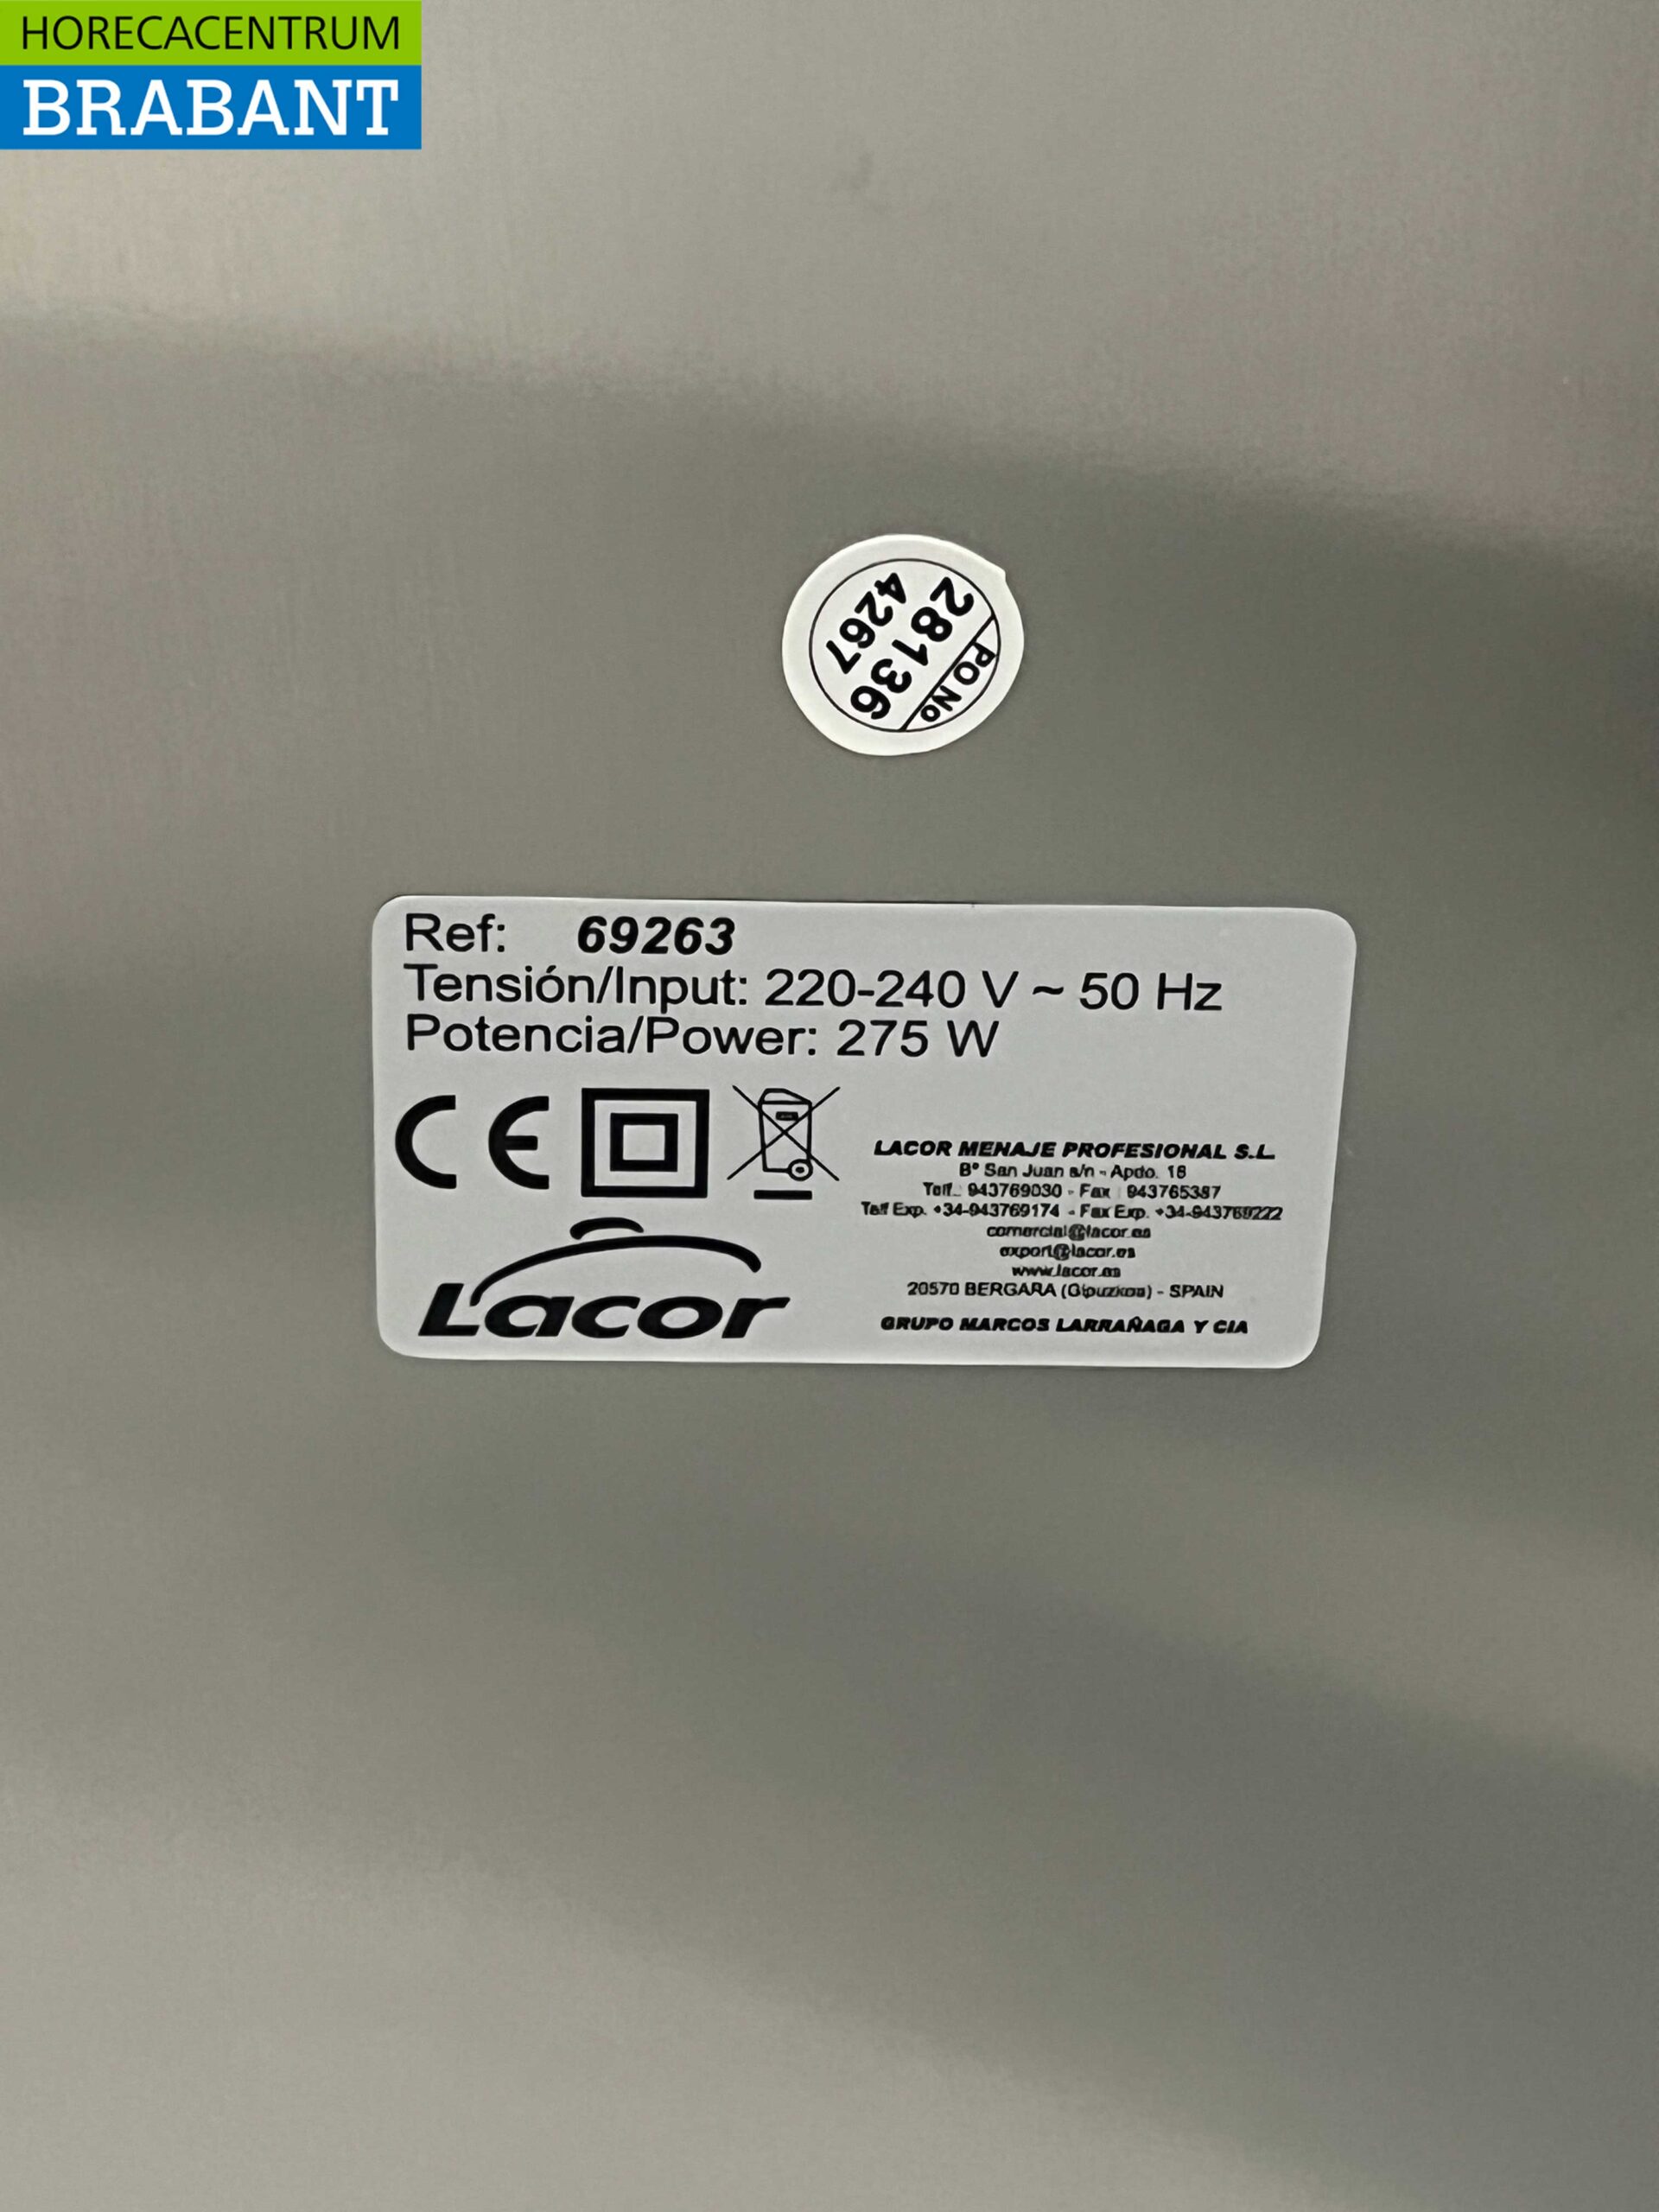 HORECACENTRUM
BRABANT
PO No
28136
4267
Ref: 69263
Tensión/Input: 220-240 V ~ 50 Hz
Potencia/Power: 275 W
CE
LACOR MENAJE PROFESIONAL S.L.
Bº San Juan s/n - Apdo. 18
Telf.. 943769030 - Fax 943765387
Telf Exp. +34-943769174 - Fax Exp. +34-943769222
comercial@lacor.es
export@lacor.es
www.lacor.es
20570 BERGARA (Gipuzkoa) - SPAIN
GRUPO MARCOS LARRAÑAGA Y CIA
Lacor